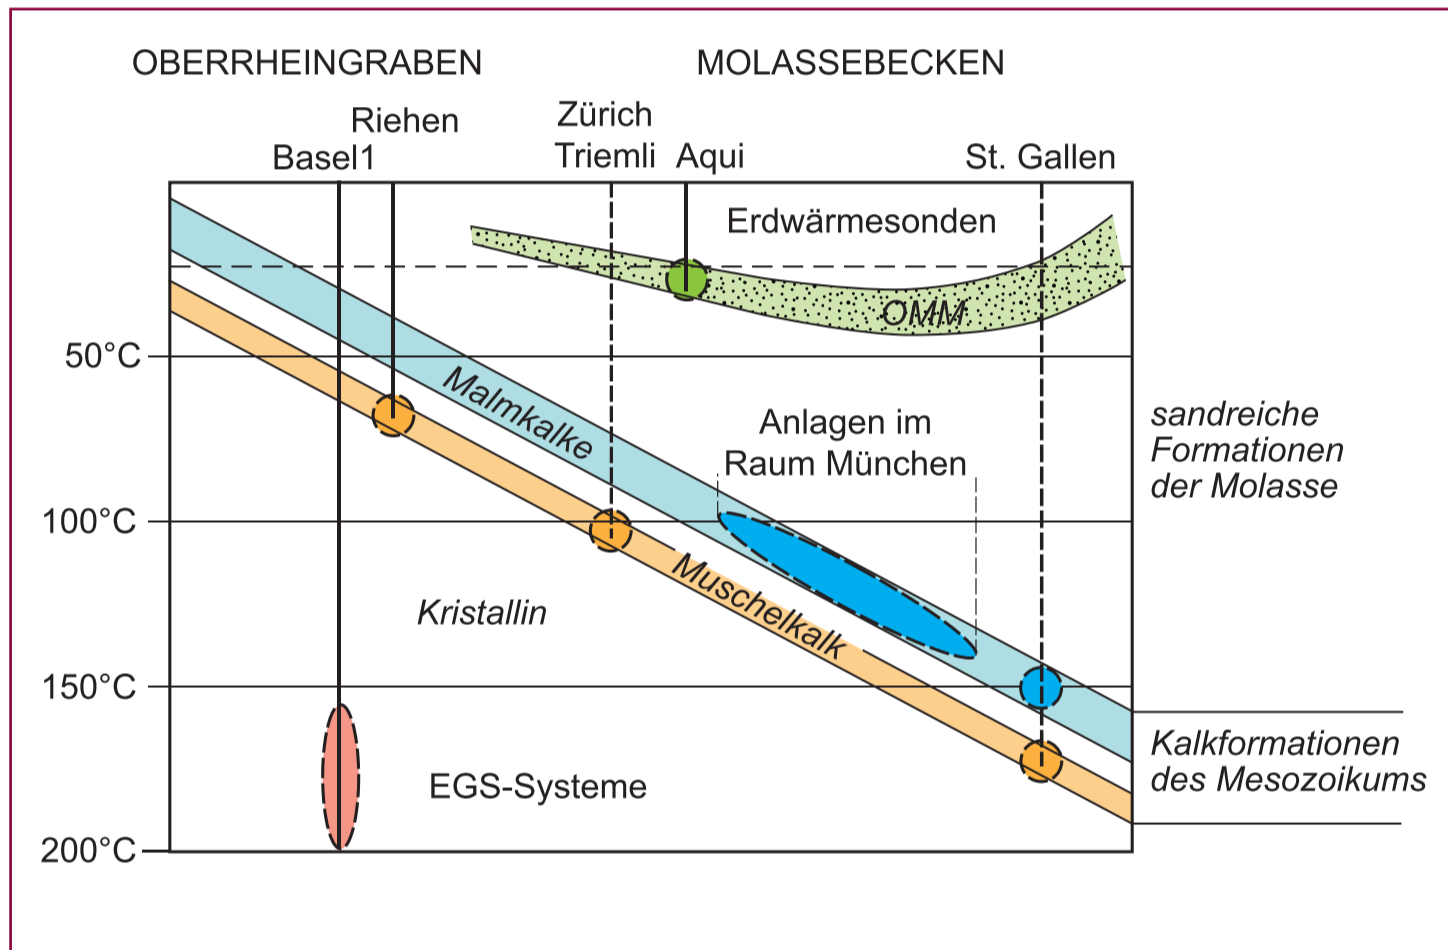 OBERRHEINGRABEN
MOLASSEBECKEN
Riehen
Basel1
Zürich
Triemli
Aqui
St. Gallen
Erdwärmesonden
OMM
50°C
Malmkalke
Anlagen im
Raum München
sandreiche
Formationen
der Molasse
100°C
Muschelkalk
Kristallin
150°C
Kalkformationen
des Mesozoikums
EGS-Systeme
200°C